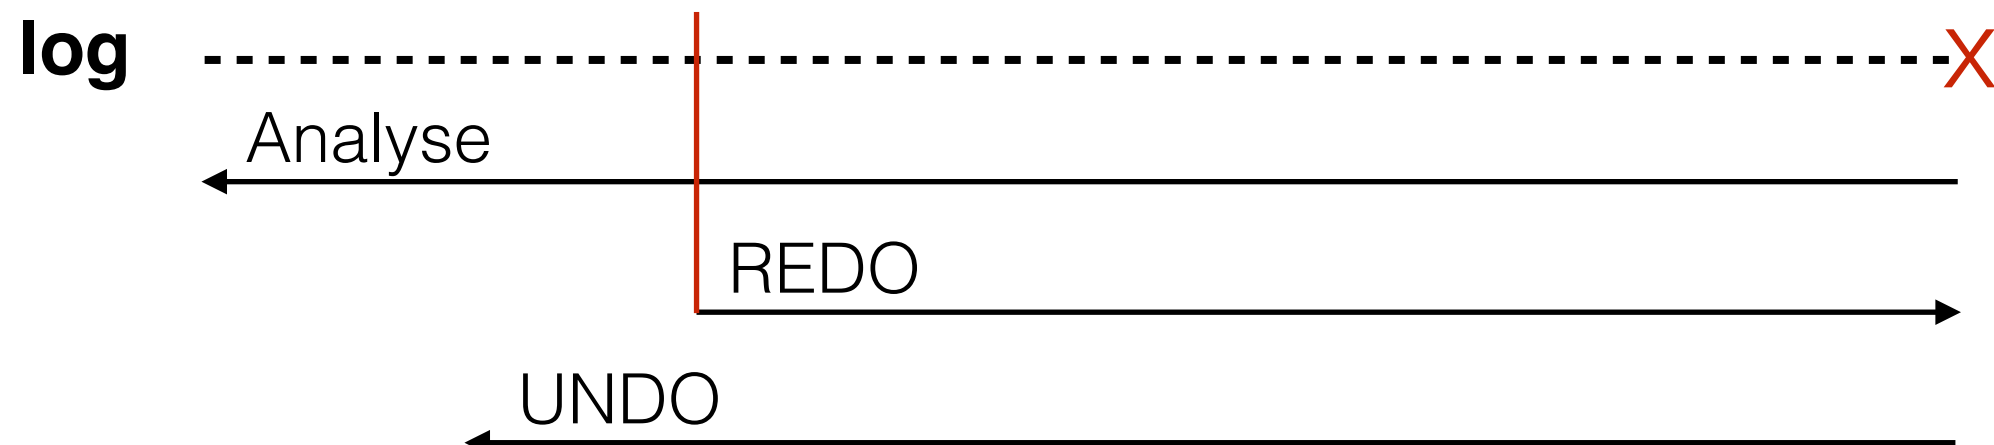 log
X
Analyse
REDO
UNDO